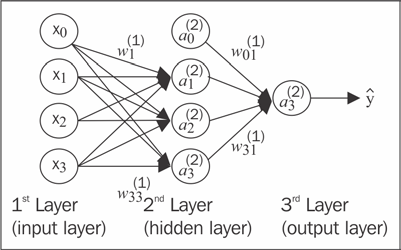 x₀
x₁
x₂
x₃
w₁⁽¹⁾
w₃₃⁽¹⁾
a₀⁽²⁾
a₁⁽²⁾
a₂⁽²⁾
a₃⁽²⁾
w₀₁⁽¹⁾
w₃₁⁽¹⁾
a₃⁽²⁾
ŷ
1ˢᵗ Layer
(input layer)
2ⁿᵈ Layer
(hidden layer)
3ʳᵈ Layer
(output layer)